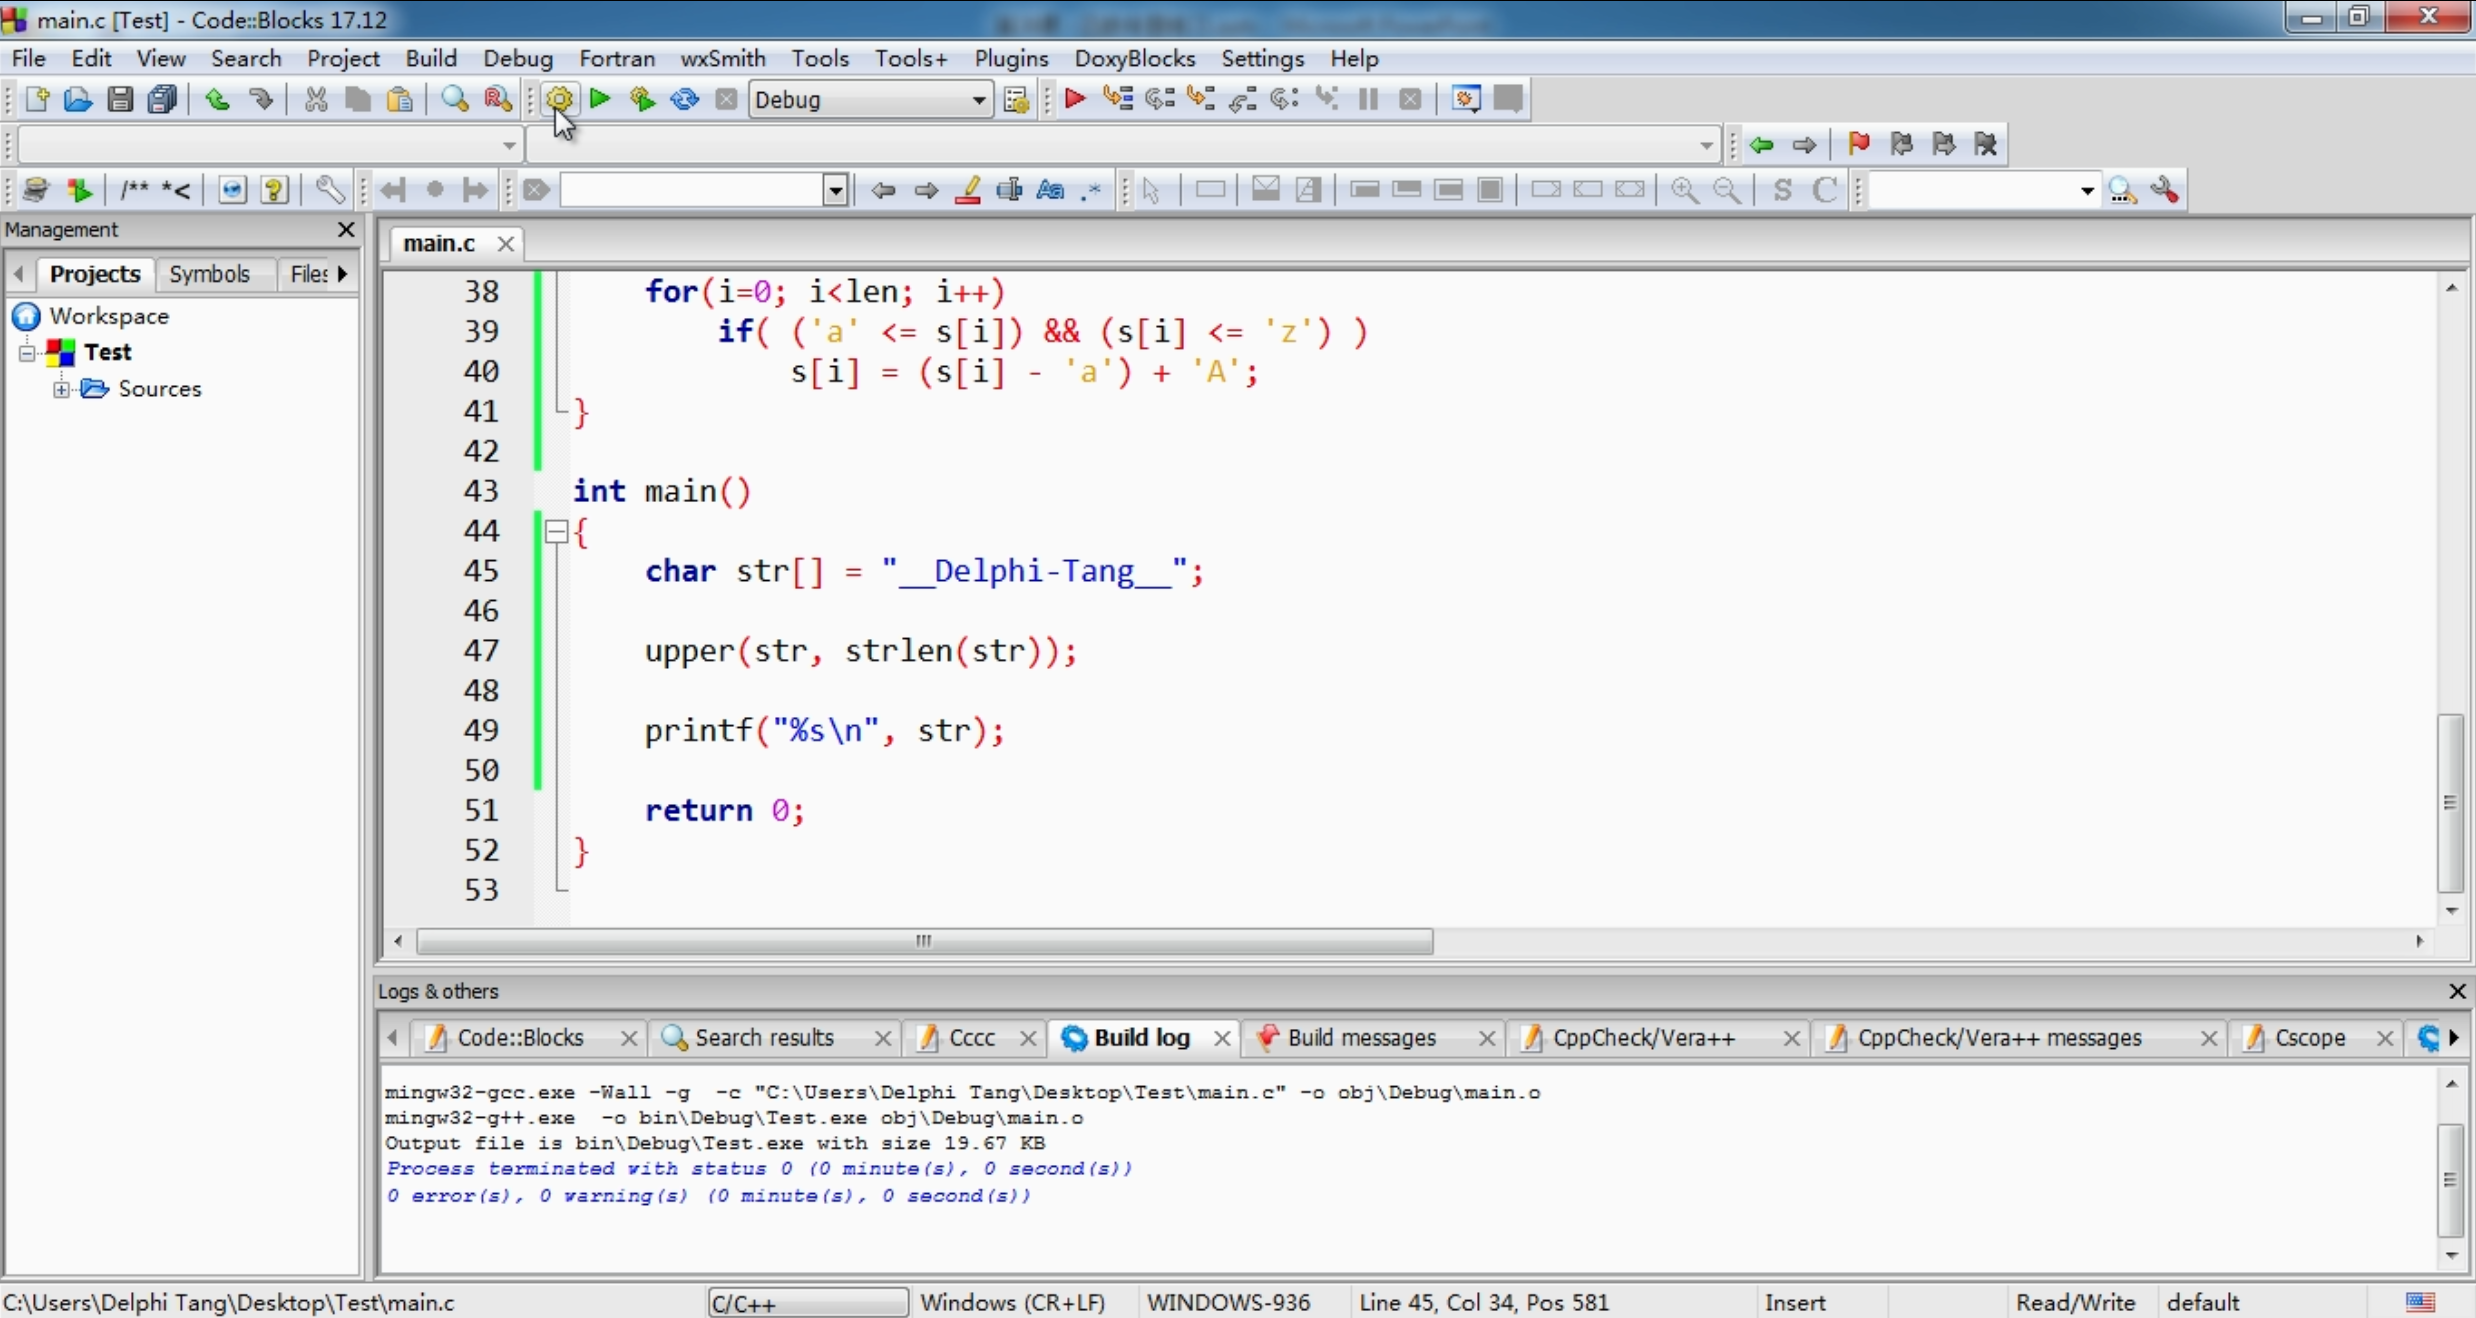 main.c [Test] - Code::Blocks 17.12
File Edit View Search Project Build Debug Fortran wxSmith Tools Tools+ Plugins DoxyBlocks Settings Help
Debug
/** *< Aa .* S C
Management
main.c
Projects Symbols Files
Workspace
Test
Sources
38 for(i=0; i<len; i++)
39 if( ('a' <= s[i]) && (s[i] <= 'z') )
40 s[i] = (s[i] - 'a') + 'A';
41 }
42
43 int main()
44 {
45 char str[] = "__Delphi-Tang__";
46
47 upper(str, strlen(str));
48
49 printf("%s\n", str);
50
51 return 0;
52 }
53
Logs & others
Code::Blocks Search results Cccc Build log Build messages CppCheck/Vera++ CppCheck/Vera++ messages Cscope
mingw32-gcc.exe -Wall -g  -c "C:\Users\Delphi Tang\Desktop\Test\main.c" -o obj\Debug\main.o
mingw32-g++.exe  -o bin\Debug\Test.exe obj\Debug\main.o
Output file is bin\Debug\Test.exe with size 19.67 KB
Process terminated with status 0 (0 minute(s), 0 second(s))
0 error(s), 0 warning(s) (0 minute(s), 0 second(s))
C:\Users\Delphi Tang\Desktop\Test\main.c C/C++ Windows (CR+LF) WINDOWS-936 Line 45, Col 34, Pos 581 Insert Read/Write default